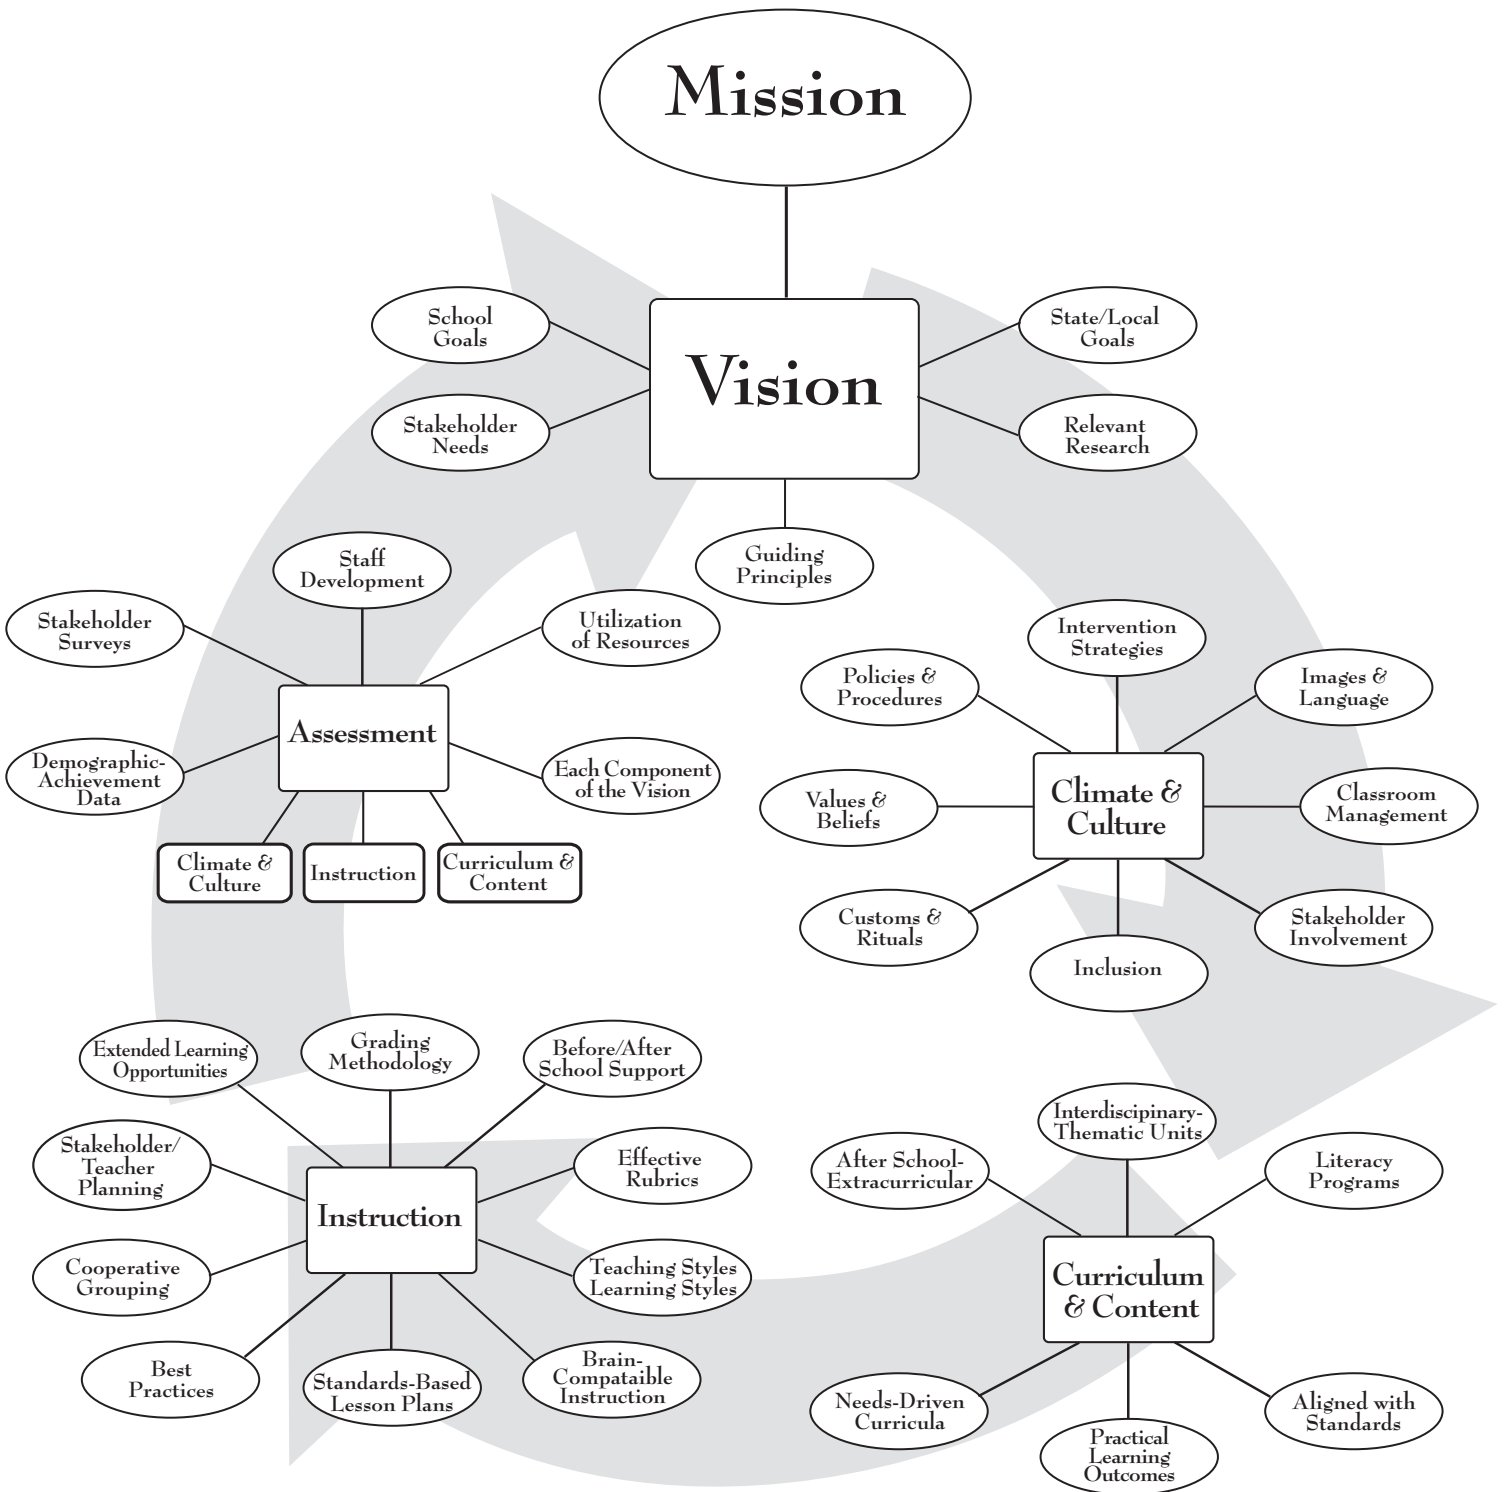 Mission
School
Goals
State/Local
Goals
Vision
Stakeholder
Needs
Relevant
Research
Guiding
Principles
Staff
Development
Stakeholder
Surveys
Utilization
of Resources
Assessment
Demographic-
Achievement
Data
Each Component
of the Vision
Climate &
Culture
Instruction
Curriculum &
Content
Intervention
Strategies
Policies &
Procedures
Images &
Language
Climate &
Culture
Values &
Beliefs
Classroom
Management
Customs &
Rituals
Stakeholder
Involvement
Inclusion
Extended Learning
Opportunities
Grading
Methodology
Before/After
School Support
Stakeholder/
Teacher
Planning
Effective
Rubrics
Instruction
Cooperative
Grouping
Teaching Styles
Learning Styles
Best
Practices
Standards-Based
Lesson Plans
Brain-
Compataible
Instruction
Interdiscipinary-
Thematic Units
After School-
Extracurricular
Literacy
Programs
Curriculum
& Content
Needs-Driven
Curricula
Practical
Learning
Outcomes
Aligned with
Standards